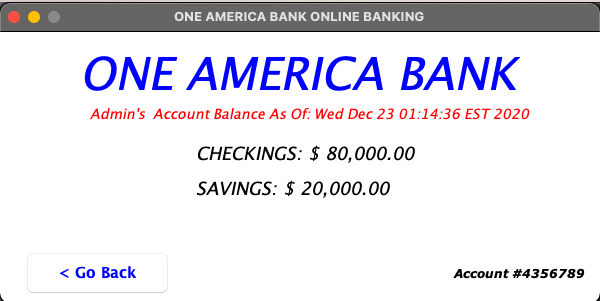 ONE AMERICA BANK ONLINE BANKING
ONE AMERICA BANK
Admin's  Account Balance As Of: Wed Dec 23 01:14:36 EST 2020
CHECKINGS: $ 80,000.00
SAVINGS: $ 20,000.00
< Go Back
Account #4356789